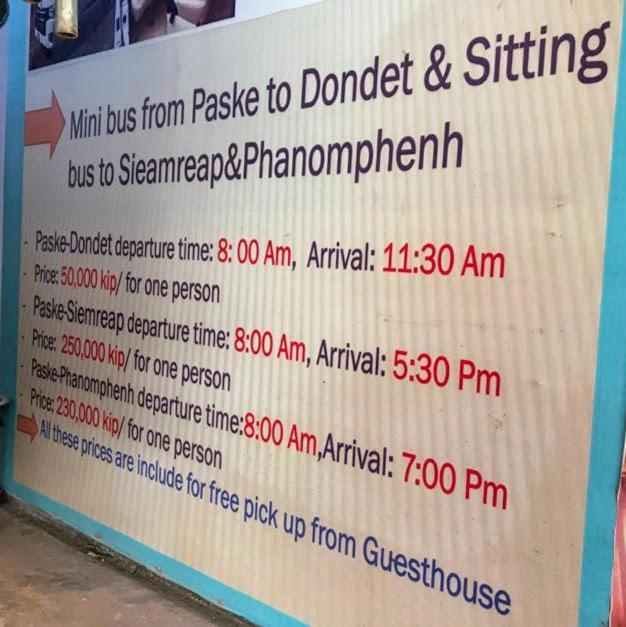 Mini bus from Paske to Dondet & Sitting
bus to Sieamreap&Phanomphenh
- Paske-Dondet departure time: 8: 00 Am, Arrival: 11:30 Am
- Price: 50,000 kip/ for one person
- Paske-Siemreap departure time: 8:00 Am, Arrival: 5:30 Pm
- Price: 250,000 kip/ for one person
- Paske-Phanomphenh departure time:8:00 Am,Arrival: 7:00 Pm
- Price: 230,000 kip/ for one person
All these prices are include for free pick up from Guesthouse